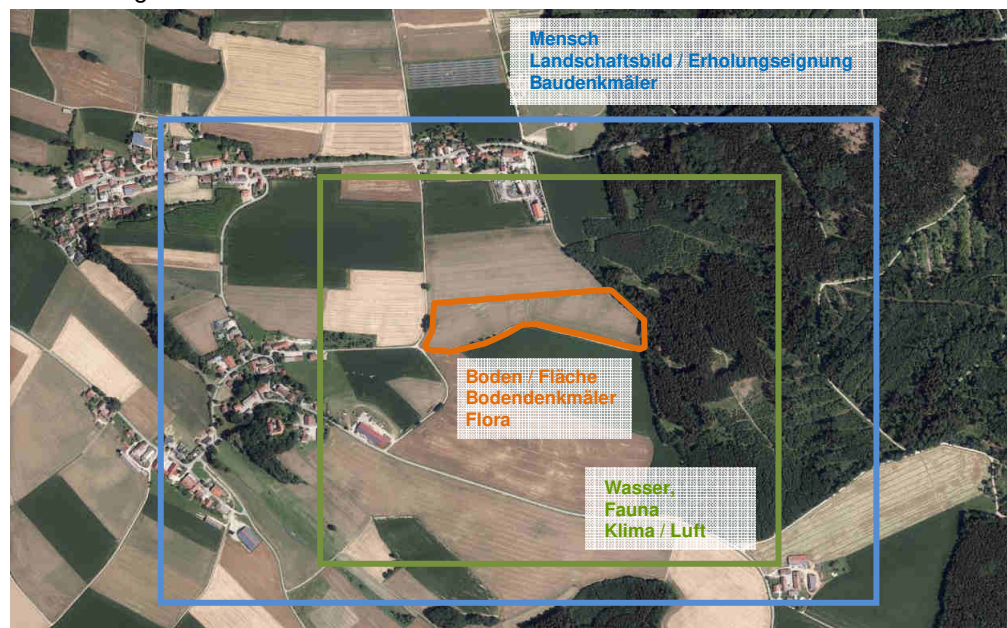 Mensch
Landschaftsbild / Erholungseignung
Baudenkmäler
Boden / Fläche
Bodendenkmäler
Flora
Wasser,
Fauna
Klima / Luft